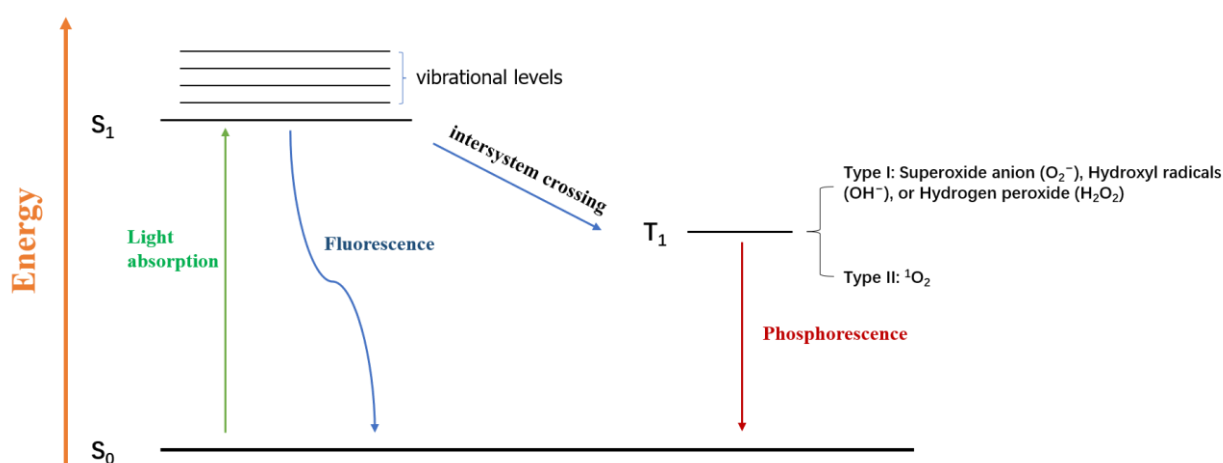 Energy
vibrational levels
S₁
intersystem crossing
Type I: Superoxide anion (O₂⁻), Hydroxyl radicals
(OH⁻), or Hydrogen peroxide (H₂O₂)
T₁
Light
absorption
Fluorescence
Type II: ¹O₂
Phosphorescence
S₀